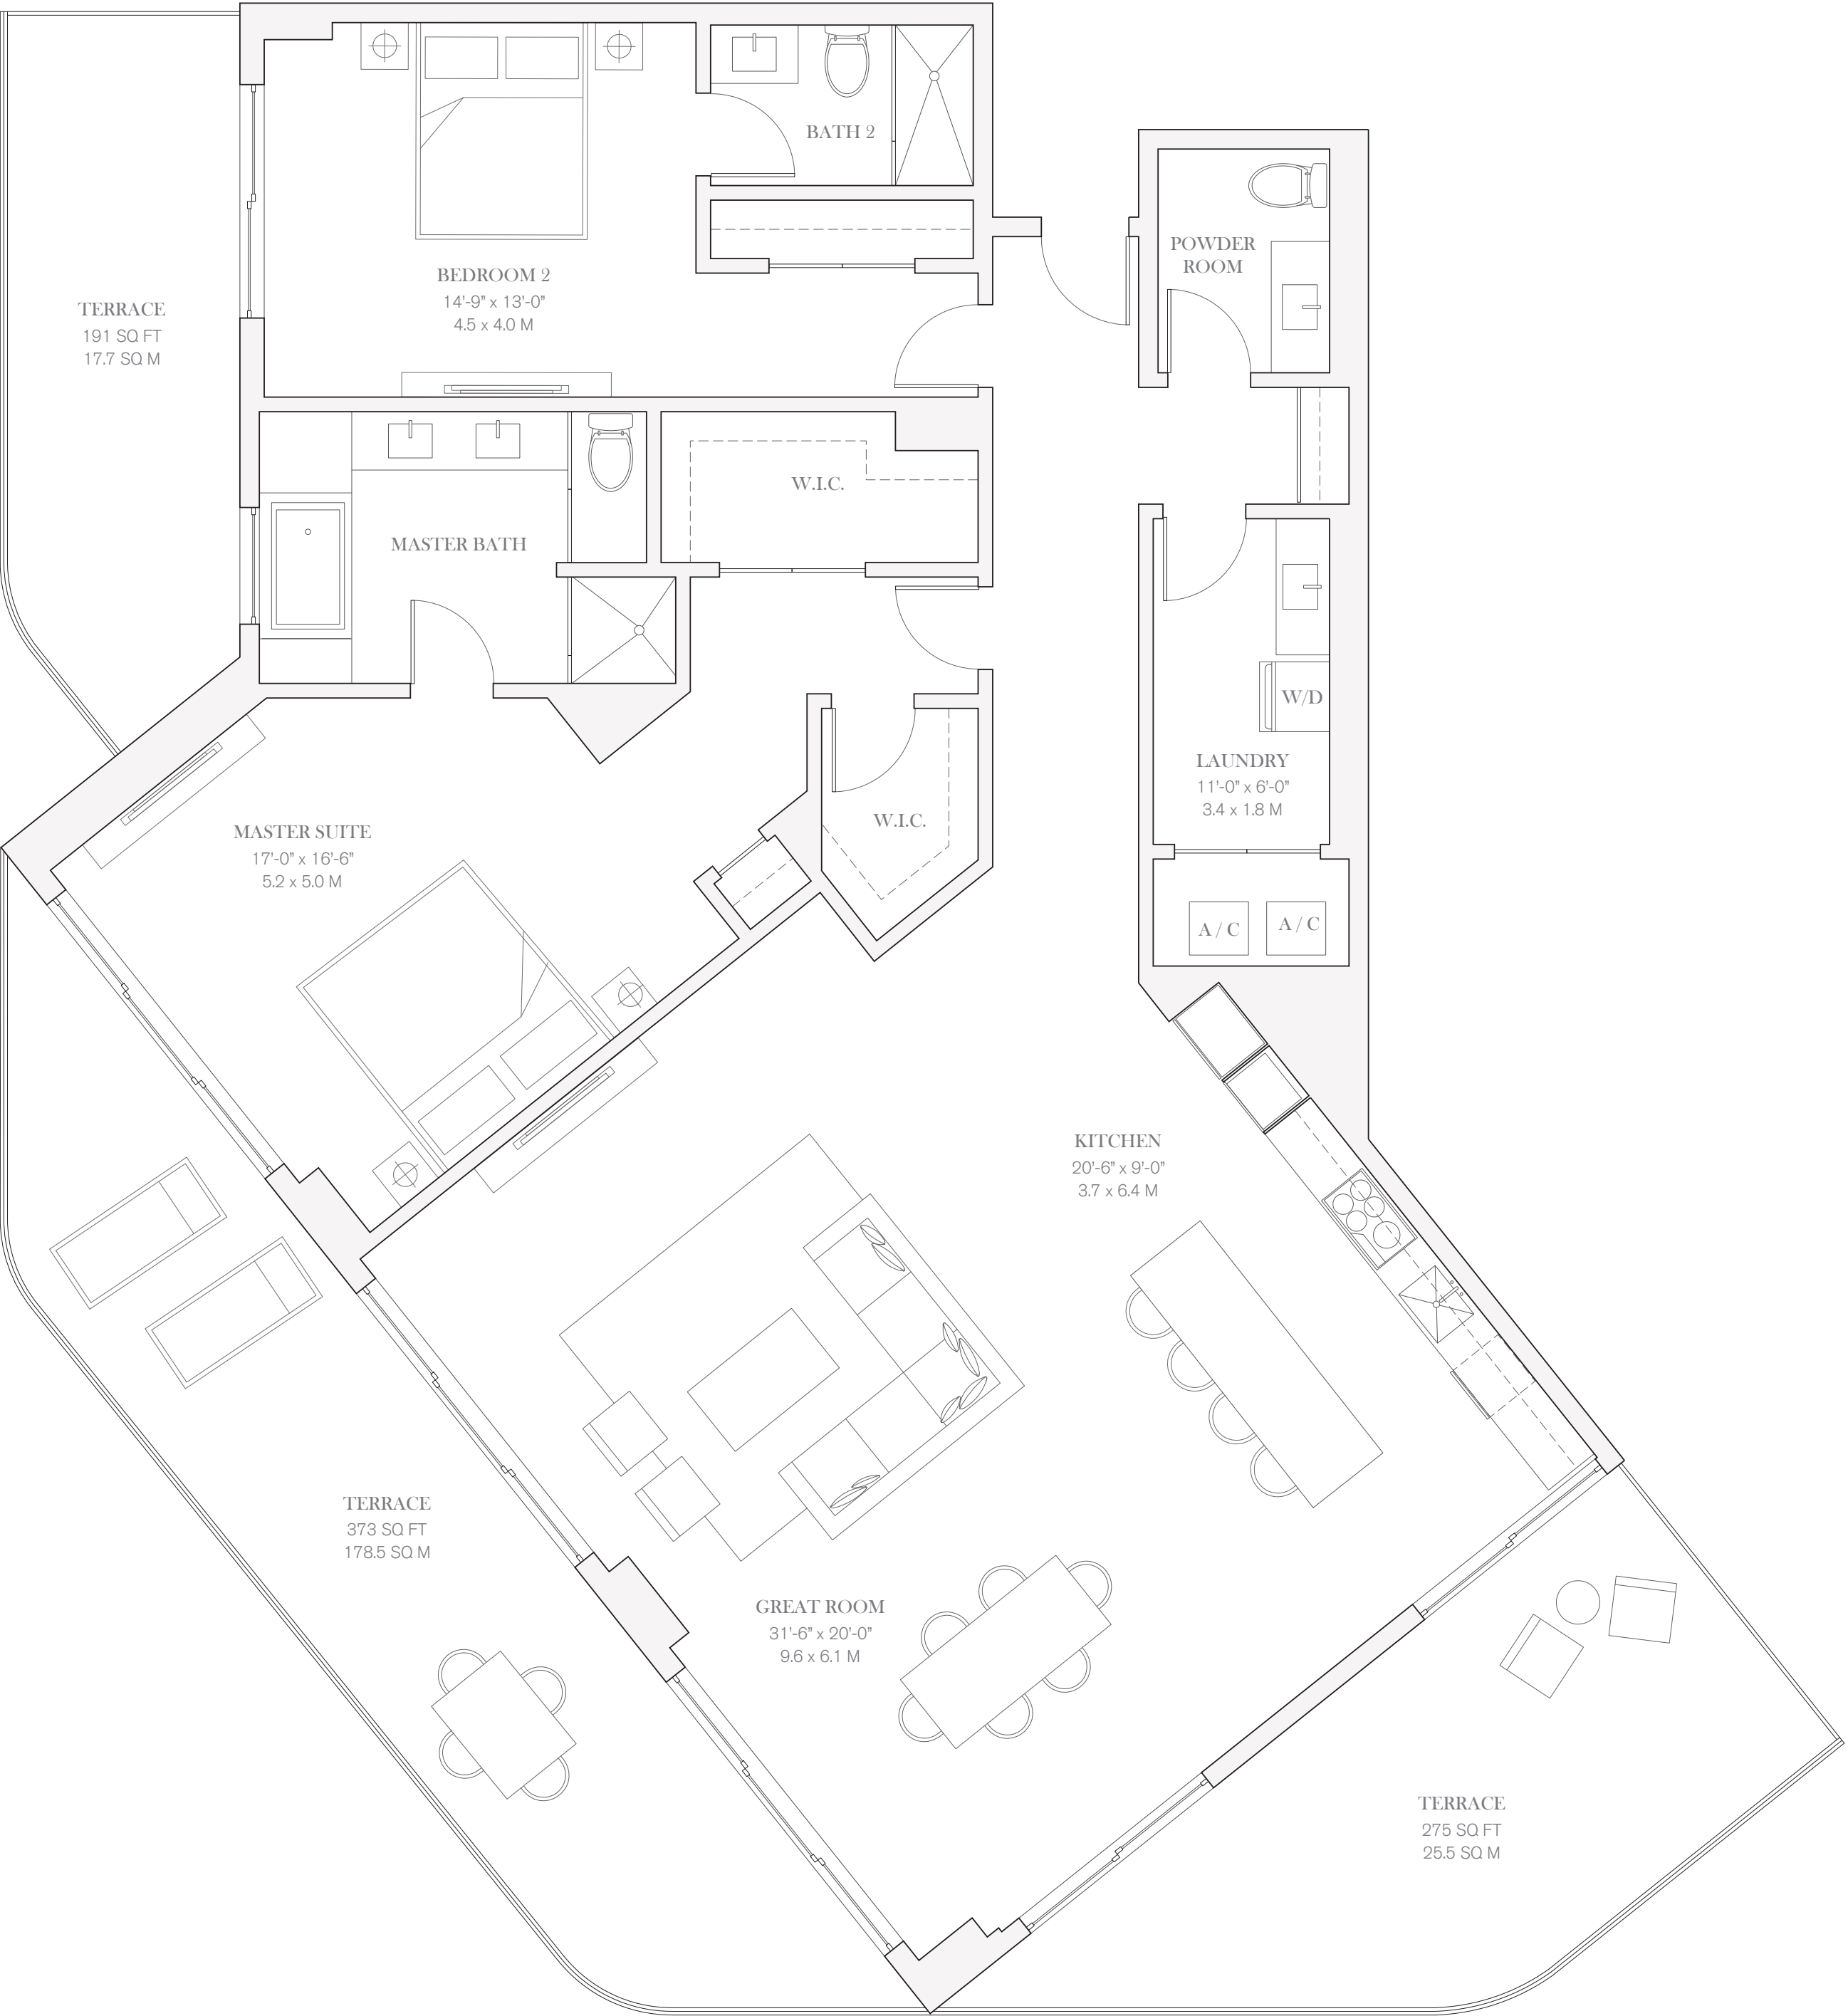 BATH 2
POWDER
ROOM
BEDROOM 2
14'-9" x 13'-0"
4.5 x 4.0 M
TERRACE
191 SQ FT
17.7 SQ M
W.I.C.
MASTER BATH
W/D
LAUNDRY
11'-0" x 6'-0"
3.4 x 1.8 M
W.I.C.
MASTER SUITE
17'-0" x 16'-6"
5.2 x 5.0 M
A / C
A / C
KITCHEN
20'-6" x 9'-0"
3.7 x 6.4 M
TERRACE
373 SQ FT
178.5 SQ M
GREAT ROOM
31'-6" x 20'-0"
9.6 x 6.1 M
TERRACE
275 SQ FT
25.5 SQ M